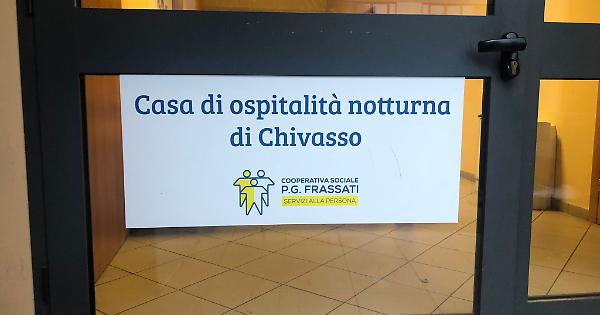 Casa di ospitalità notturna
di Chivasso
COOPERATIVA SOCIALE
P.G. FRASSATI
SERVIZI ALLA PERSONA